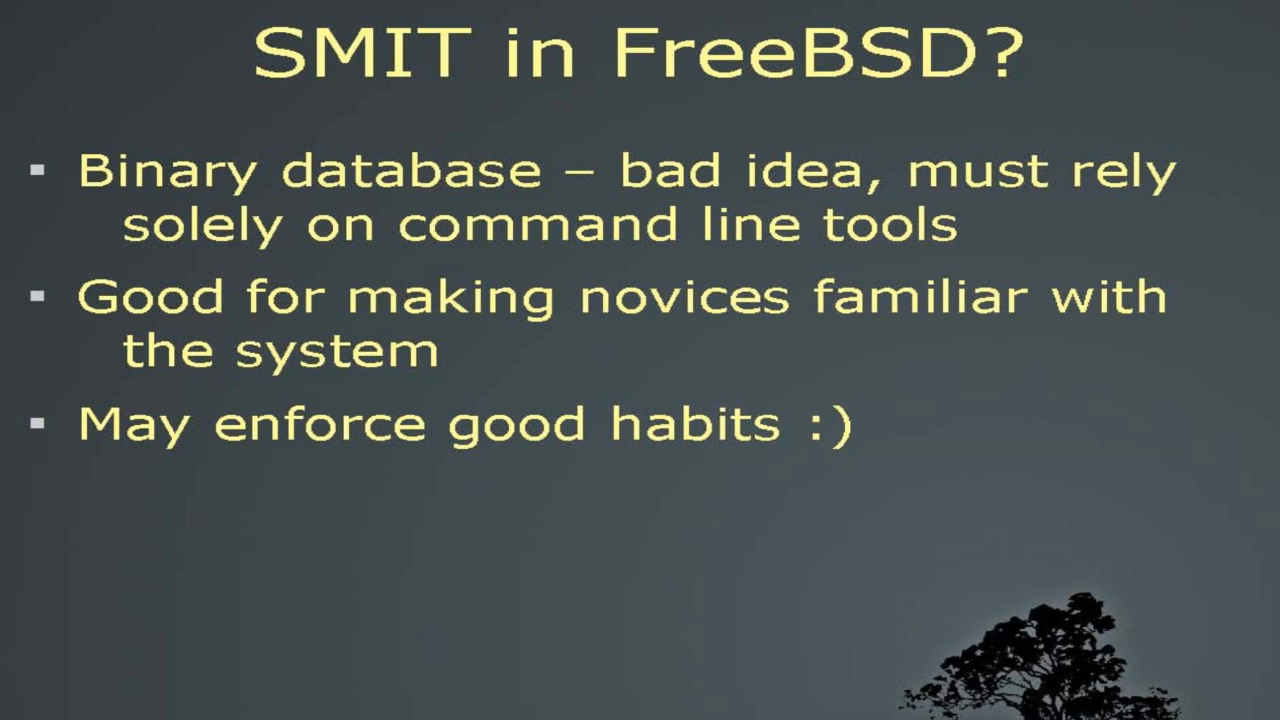 SMIT in FreeBSD?
▪ Binary database – bad idea, must rely
solely on command line tools
▪ Good for making novices familiar with
the system
▪ May enforce good habits :)